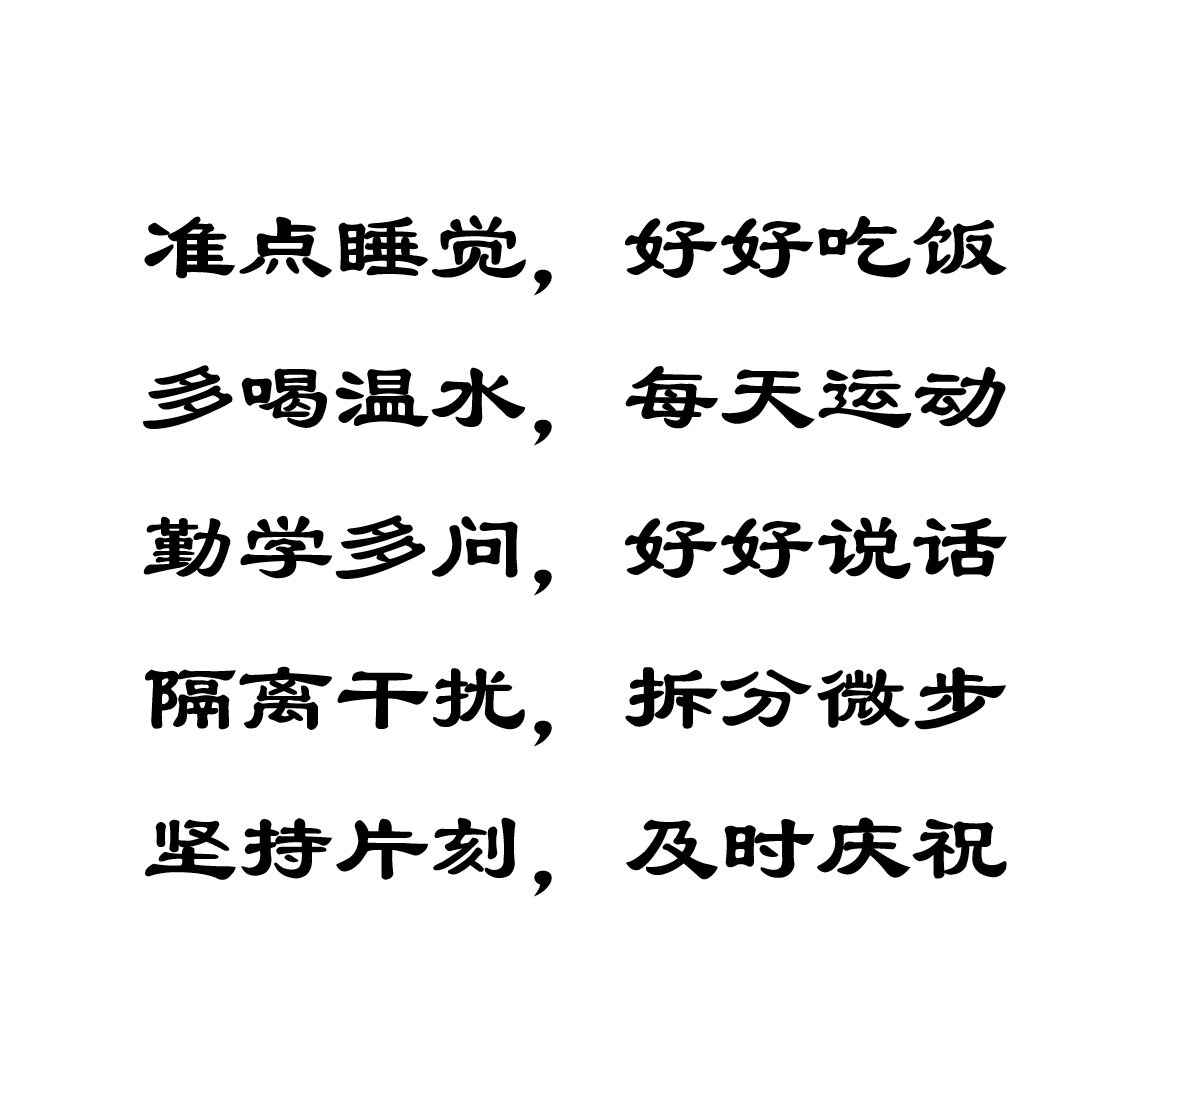 准点睡觉，好好吃饭
多喝温水，每天运动
勤学多问，好好说话
隔离干扰，拆分微步
坚持片刻，及时庆祝